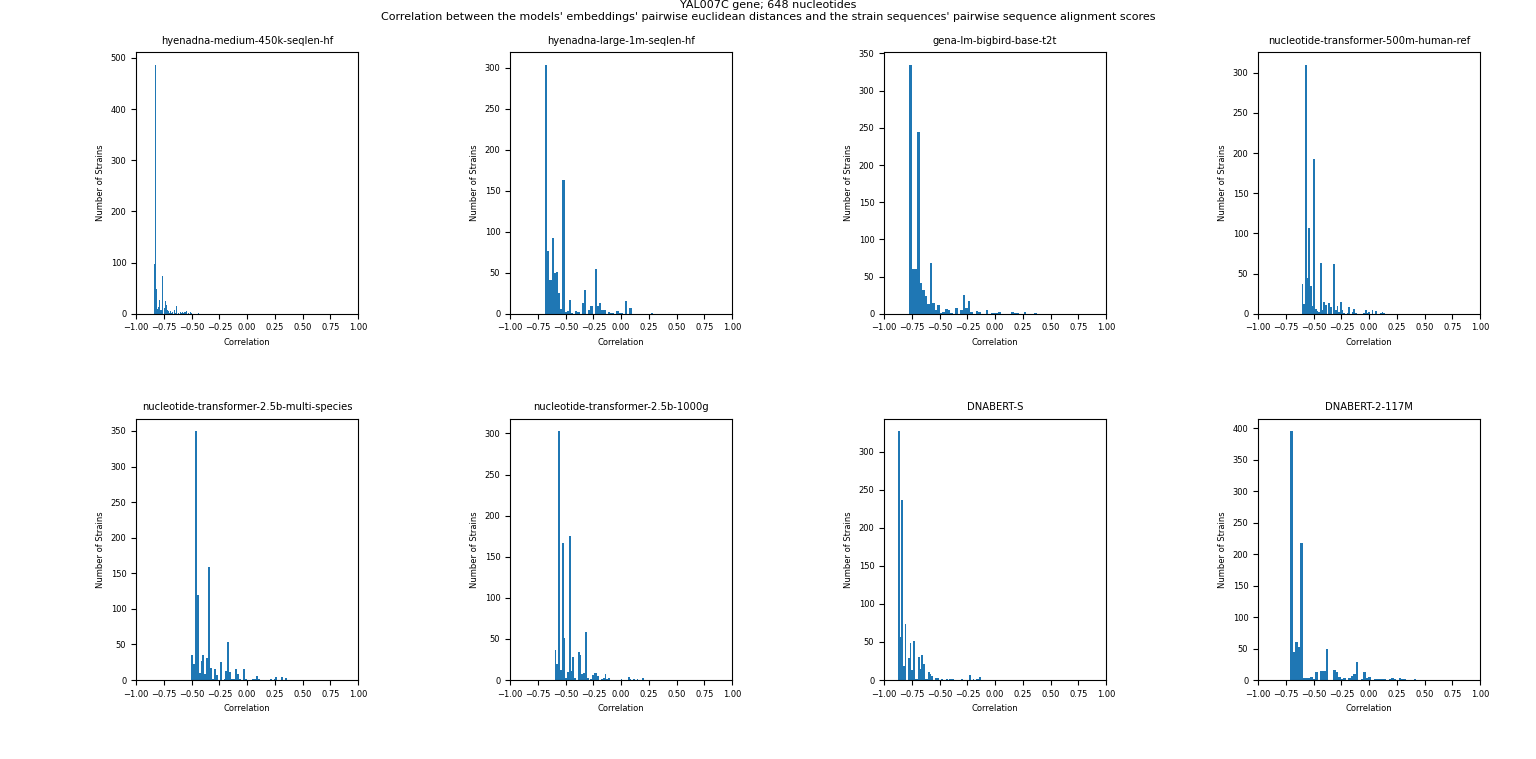 YAL007C gene; 648 nucleotides
Correlation between the models' embeddings' pairwise euclidean distances and the strain sequences' pairwise sequence alignment scores
hyenadna-medium-450k-seqlen-hf
500
400
300
200
100
0
Number of Strains
−1.00 −0.75 −0.50 −0.25 0.00 0.25 0.50 0.75 1.00
Correlation
hyenadna-large-1m-seqlen-hf
300
250
200
150
100
50
0
Number of Strains
−1.00 −0.75 −0.50 −0.25 0.00 0.25 0.50 0.75 1.00
Correlation
gena-lm-bigbird-base-t2t
350
300
250
200
150
100
50
0
Number of Strains
−1.00 −0.75 −0.50 −0.25 0.00 0.25 0.50 0.75 1.00
Correlation
nucleotide-transformer-500m-human-ref
300
250
200
150
100
50
0
Number of Strains
−1.00 −0.75 −0.50 −0.25 0.00 0.25 0.50 0.75 1.00
Correlation
nucleotide-transformer-2.5b-multi-species
350
300
250
200
150
100
50
0
Number of Strains
−1.00 −0.75 −0.50 −0.25 0.00 0.25 0.50 0.75 1.00
Correlation
nucleotide-transformer-2.5b-1000g
300
250
200
150
100
50
0
Number of Strains
−1.00 −0.75 −0.50 −0.25 0.00 0.25 0.50 0.75 1.00
Correlation
DNABERT-S
300
250
200
150
100
50
0
Number of Strains
−1.00 −0.75 −0.50 −0.25 0.00 0.25 0.50 0.75 1.00
Correlation
DNABERT-2-117M
400
350
300
250
200
150
100
50
0
Number of Strains
−1.00 −0.75 −0.50 −0.25 0.00 0.25 0.50 0.75 1.00
Correlation